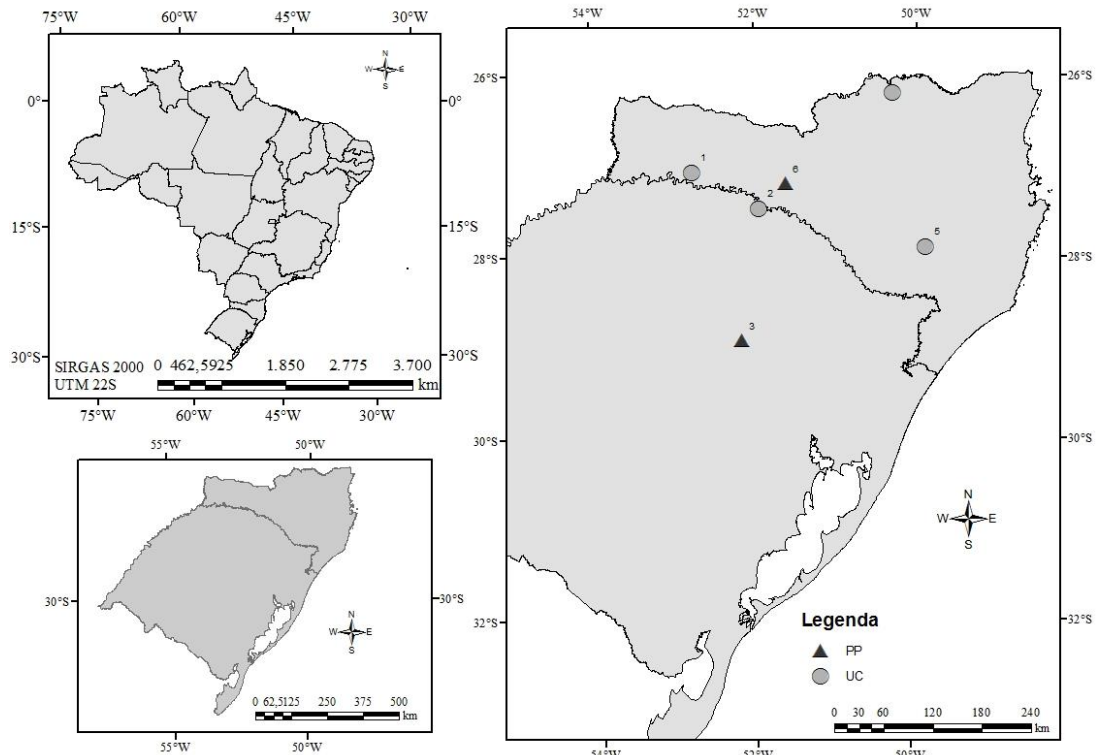 75°W 60°W 45°W 30°W
N
W E
S
0° 0°
15°S 15°S
30°S 30°S
SIRGAS 2000 0 462,5925 1.850 2.775 3.700
UTM 22S km
75°W 60°W 45°W 30°W
55°W 50°W
30°S 30°S
N
W E
S
0 62,5125 250 375 500
km
55°W 50°W
54°W 52°W 50°W
26°S 26°S
1
6
2
5
28°S 28°S
3
30°S 30°S
N
W E
S
32°S 32°S
Legenda
PP
UC
0 30 60 120 180 240
km
54°W 52°W 50°W